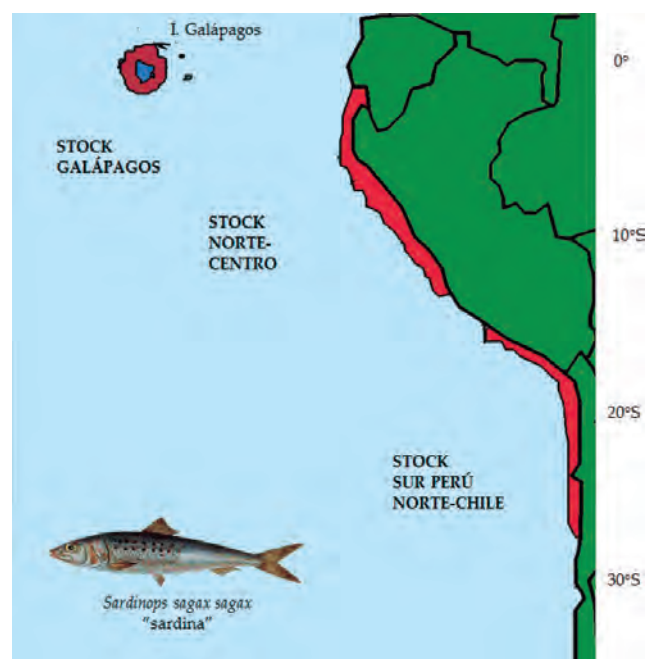 I. Galápagos
0°
STOCK
GALÁPAGOS
STOCK
NORTE-
CENTRO
10°S
20°S
STOCK
SUR PERÚ
NORTE-CHILE
30°S
Sardinops sagax sagax
“sardina”